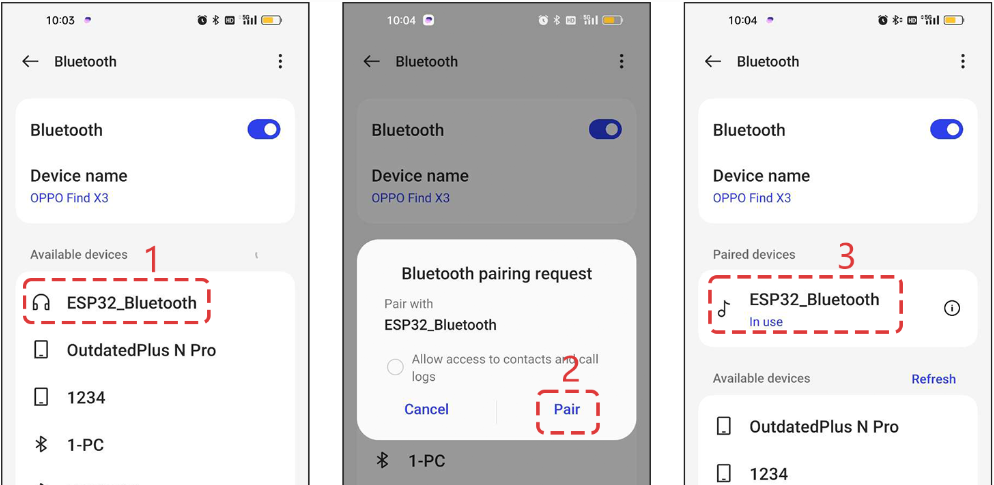 10:03
Bluetooth
Bluetooth
Device name
OPPO Find X3
Available devices
1
ESP32_Bluetooth
OutdatedPlus N Pro
1234
1-PC
10:04
Bluetooth
Bluetooth
Device name
OPPO Find X3
Bluetooth pairing request
Pair with
ESP32_Bluetooth
Allow access to contacts and call
logs
2
Cancel
Pair
1-PC
10:04
Bluetooth
Bluetooth
Device name
OPPO Find X3
Paired devices
3
ESP32_Bluetooth
In use
Available devices
Refresh
OutdatedPlus N Pro
1234